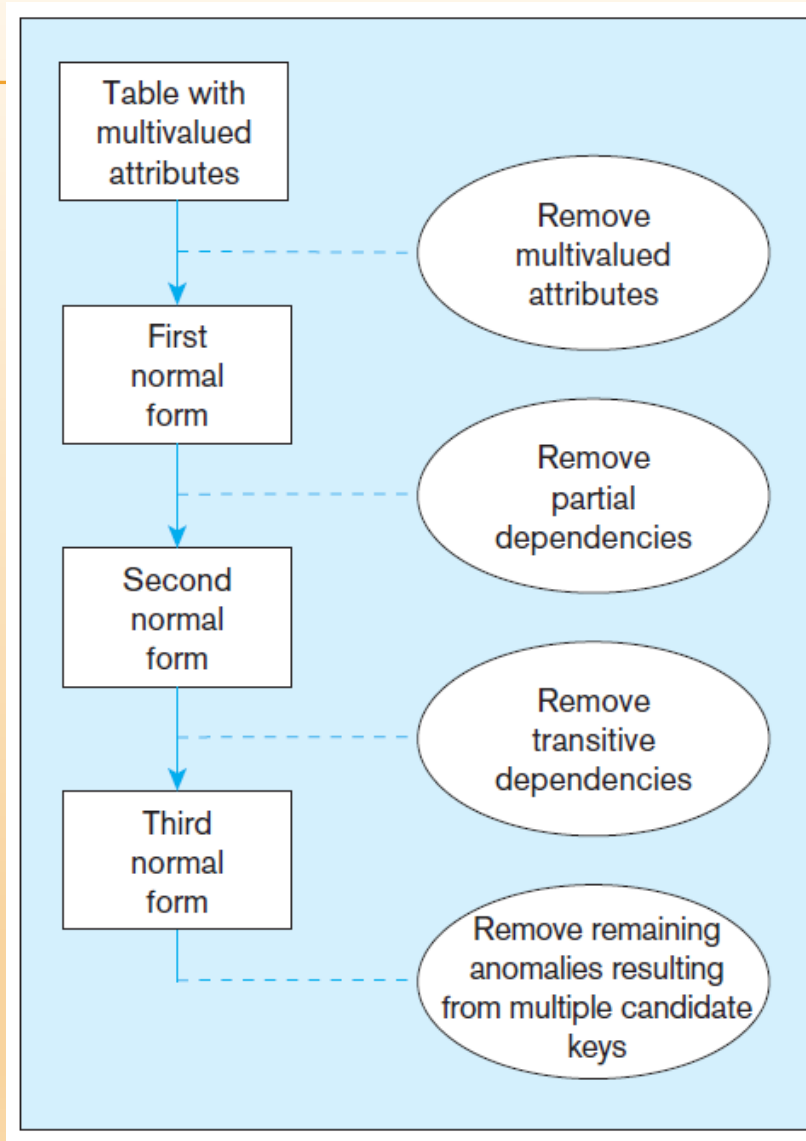 Table with
multivalued
attributes
Remove
multivalued
attributes
First
normal
form
Remove
partial
dependencies
Second
normal
form
Remove
transitive
dependencies
Third
normal
form
Remove remaining
anomalies resulting
from multiple candidate
keys